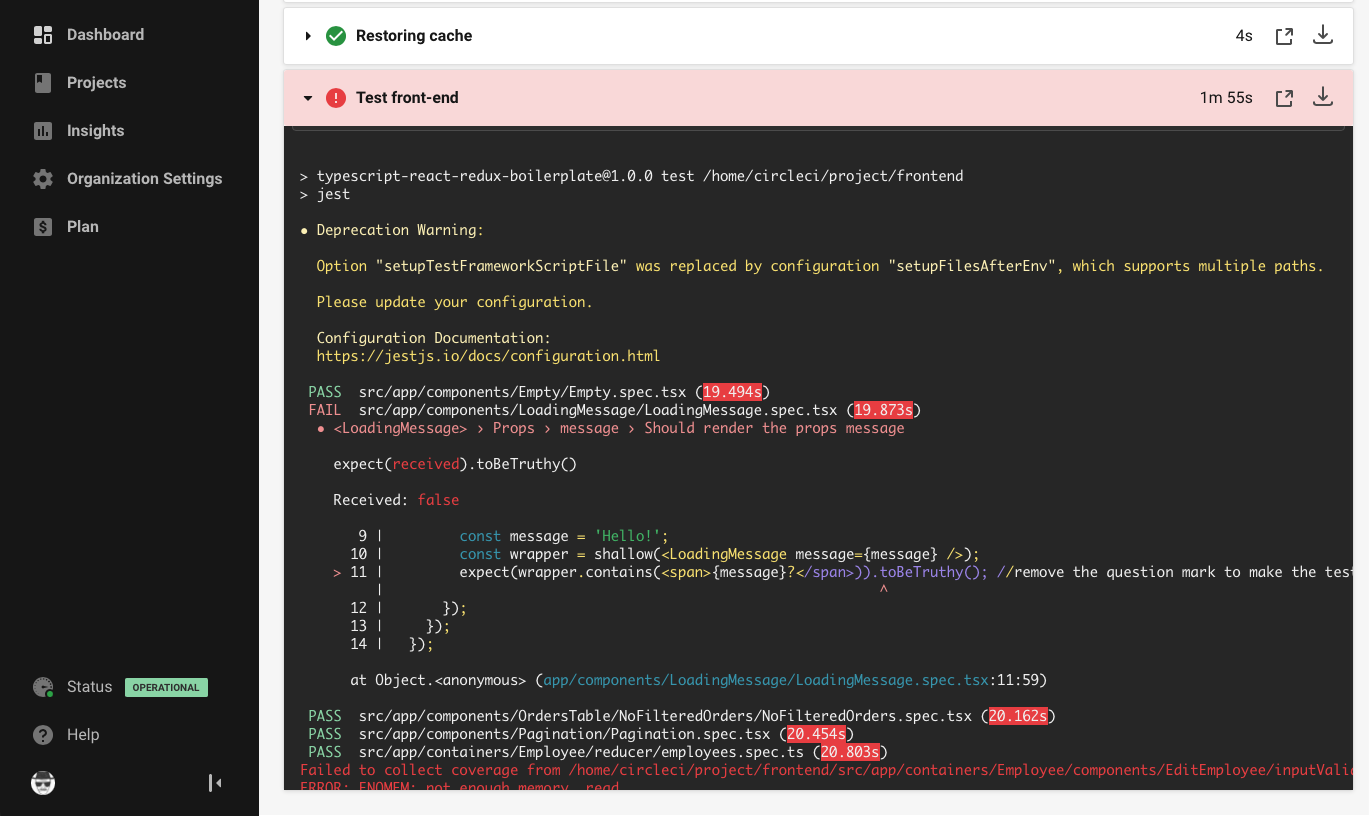 Dashboard
Projects
Insights
Organization Settings
Plan
Status OPERATIONAL
Help
Restoring cache 4s
Test front-end 1m 55s
> typescript-react-redux-boilerplate@1.0.0 test /home/circleci/project/frontend
> jest
● Deprecation Warning:
Option "setupTestFrameworkScriptFile" was replaced by configuration "setupFilesAfterEnv", which supports multiple paths.
Please update your configuration.
Configuration Documentation:
https://jestjs.io/docs/configuration.html
PASS src/app/components/Empty/Empty.spec.tsx (19.494s)
FAIL src/app/components/LoadingMessage/LoadingMessage.spec.tsx (19.873s)
● <LoadingMessage> › Props › message › Should render the props message
expect(received).toBeTruthy()
Received: false
9 | const message = 'Hello!';
10 | const wrapper = shallow(<LoadingMessage message={message} />);
> 11 | expect(wrapper.contains(<span>{message}?</span>)).toBeTruthy(); //remove the question mark to make the test
| ^
12 | });
13 | });
14 | });
at Object.<anonymous> (app/components/LoadingMessage/LoadingMessage.spec.tsx:11:59)
PASS src/app/components/OrdersTable/NoFilteredOrders/NoFilteredOrders.spec.tsx (20.162s)
PASS src/app/components/Pagination/Pagination.spec.tsx (20.454s)
PASS src/app/containers/Employee/reducer/employees.spec.ts (20.803s)
Failed to collect coverage from /home/circleci/project/frontend/src/app/containers/Employee/components/EditEmployee/inputValid
ERROR: ENOMEM: not enough memory, read